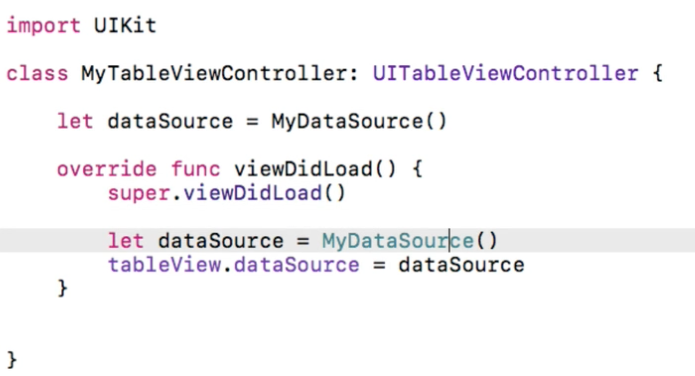 import UIKit
class MyTableViewController: UITableViewController {
let dataSource = MyDataSource()
override func viewDidLoad() {
super.viewDidLoad()
let dataSource = MyDataSource()
tableView.dataSource = dataSource
}
}